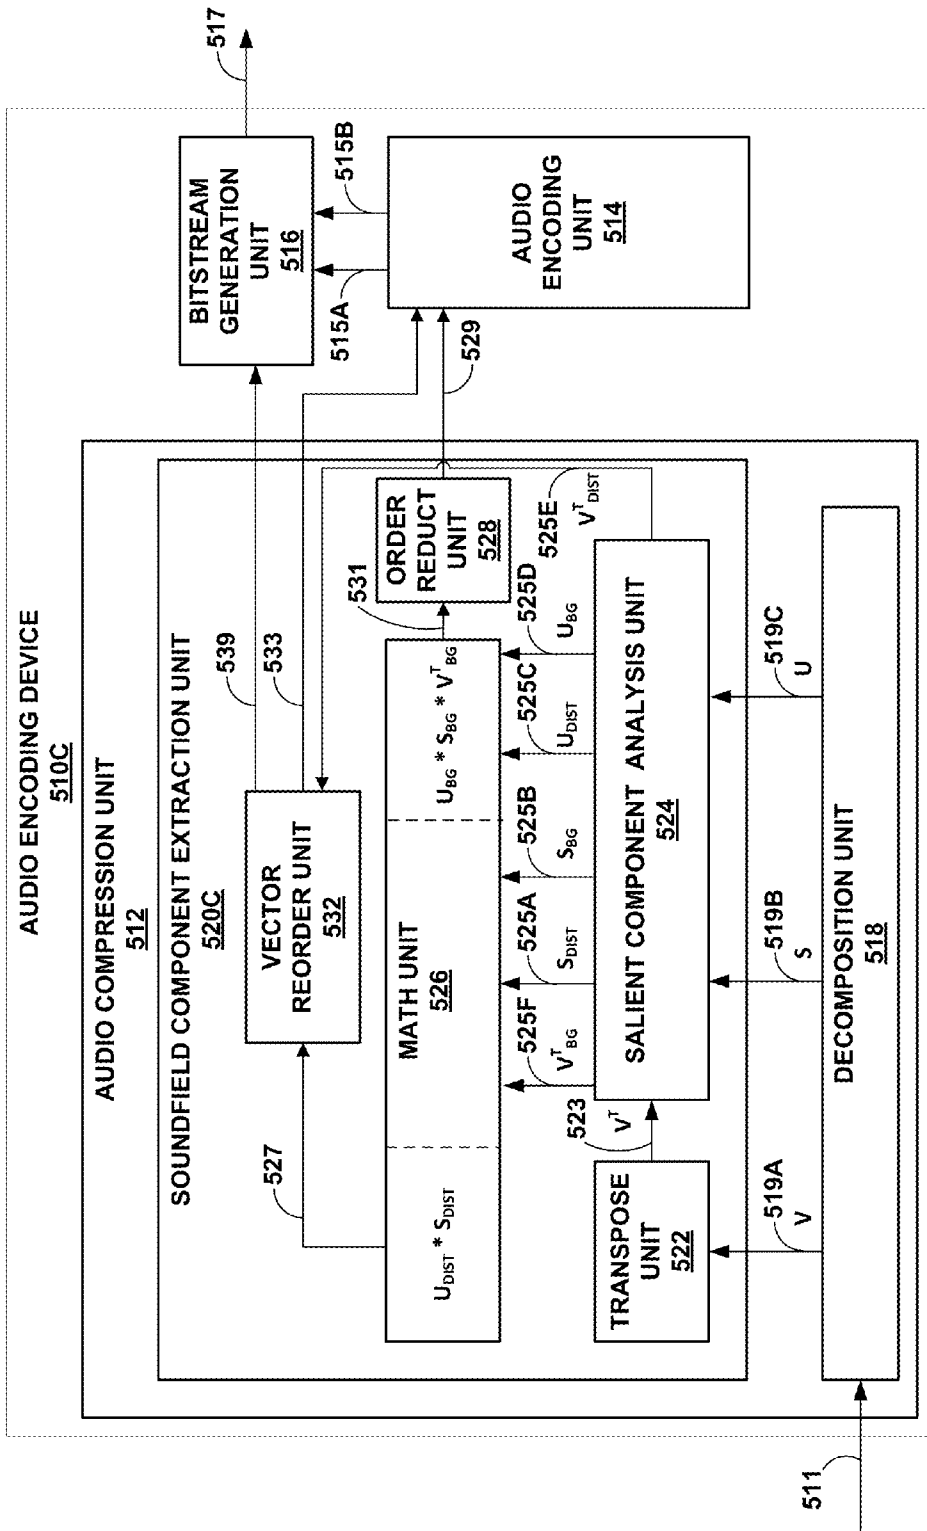 AUDIO ENCODING DEVICE
510C
AUDIO COMPRESSION UNIT
512
SOUNDFIELD COMPONENT EXTRACTION UNIT
520C
527
VECTOR
REORDER UNIT
532
539
533
BITSTREAM
GENERATION
UNIT
516
517
515A
515B
U_DIST * S_DIST
MATH UNIT
526
U_BG * S_BG * V^T_BG
531
ORDER
REDUCT
UNIT
528
529
AUDIO
ENCODING
UNIT
514
525F
V^T_BG
525A
S_DIST
525B
S_BG
525C
U_DIST
525D
U_BG
525E
V^T_DIST
TRANSPOSE
UNIT
522
523
V^T
SALIENT COMPONENT ANALYSIS UNIT
524
519A
V
519B
S
519C
U
DECOMPOSITION UNIT
518
511